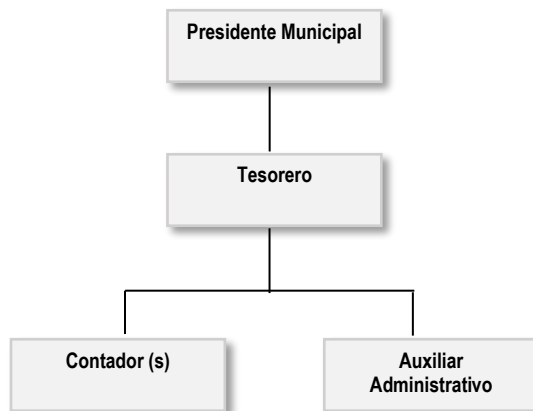 Presidente Municipal
Tesorero
Contador (s)
Auxiliar
Administrativo